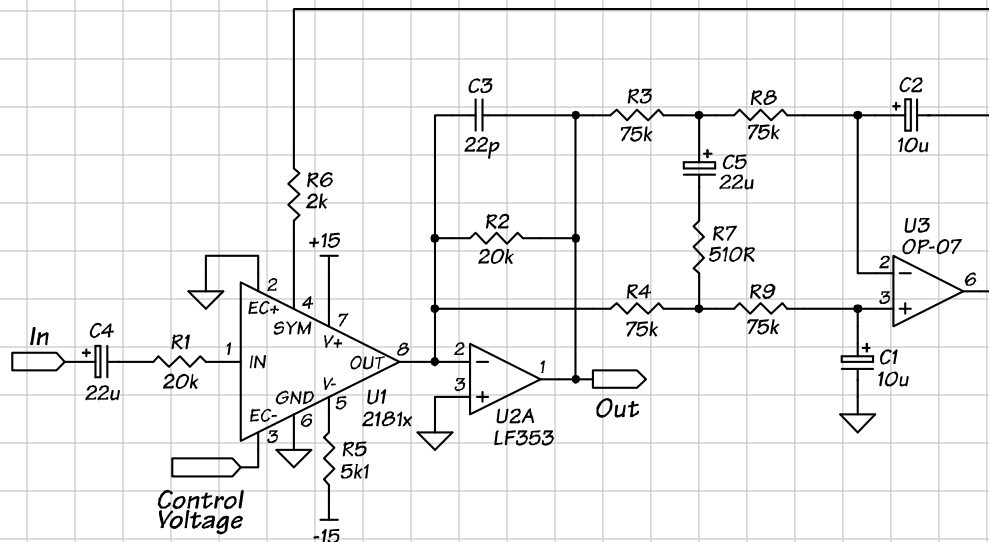 C3
22p
R3
75k
R8
75k
+
C2
10u
+
C5
22u
R6
2k
+15
R2
20k
R7
510R
U3
OP-07
2
−
6
3
+
2
EC+
4
SYM
7
V+
R4
75k
R9
75k
In
C4
+
22u
R1
20k
1
IN
OUT
8
2
−
1
3
+
U2A
LF353
Out
+
C1
10u
V-
5
GND
6
EC-
3
U1
2181x
R5
5k1
Control
Voltage
-15